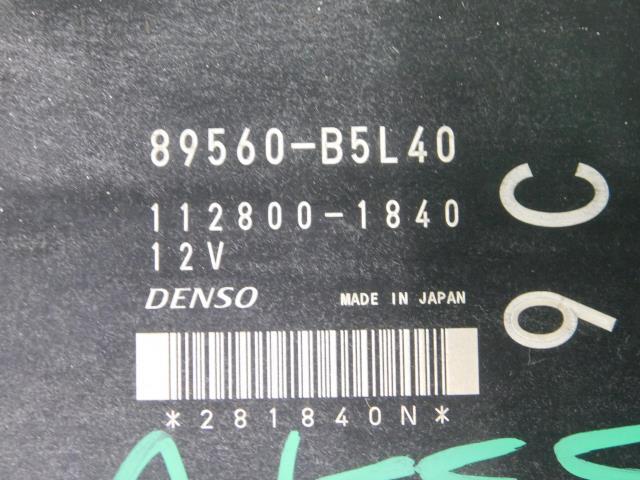 89560-B5L40
112800-1840
12V
DENSO MADE IN JAPAN
*281840N*
9C